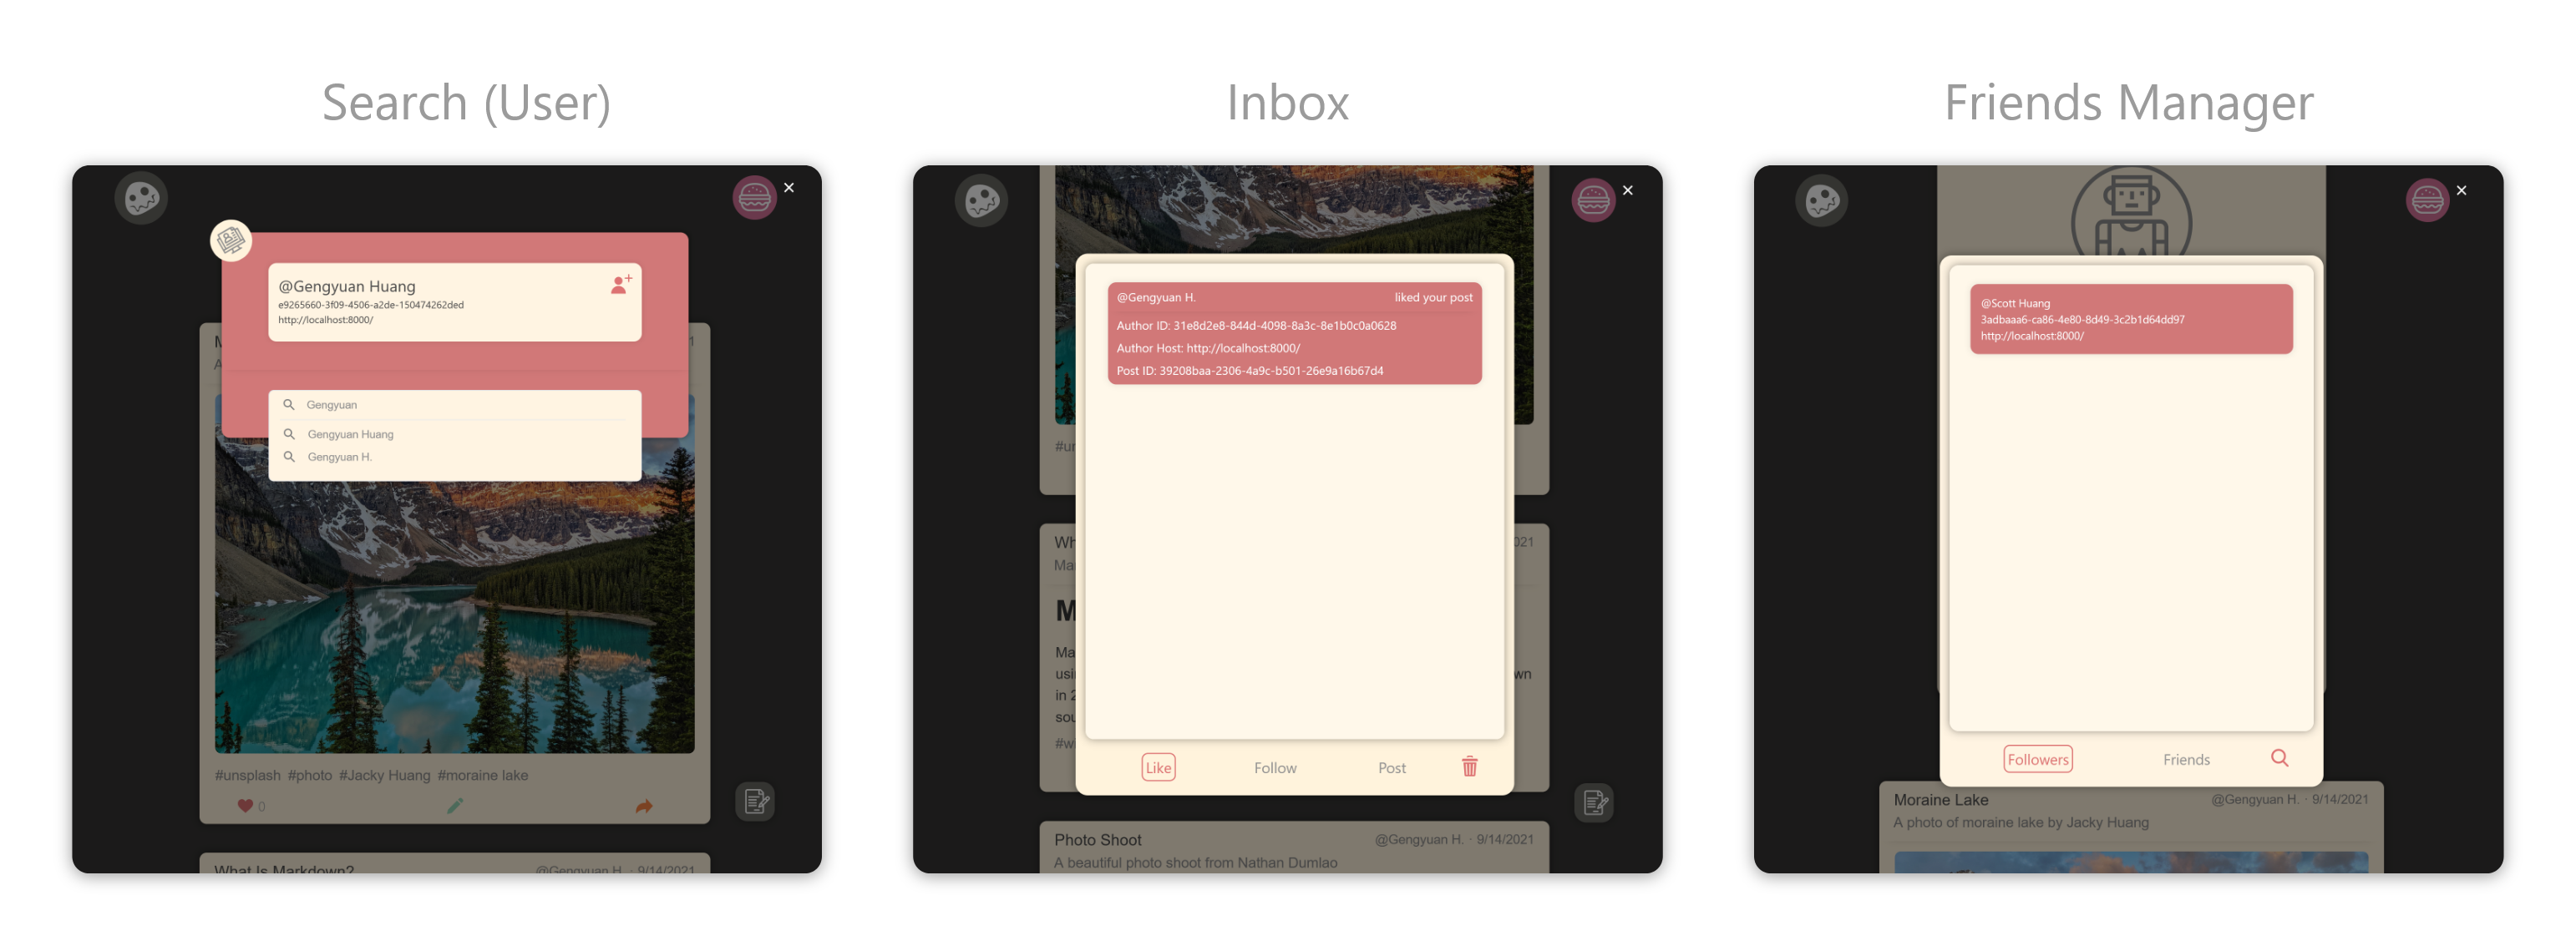 Search (User)
Inbox
Friends Manager
@Gengyuan Huang
e9265660-3f09-4506-a2de-150474262ded
http://localhost:8000/
Gengyuan
Gengyuan Huang
Gengyuan H.
#unsplash #photo #Jacky Huang #moraine lake
0
What Is Markdown?
@Gengyuan H. · 9/14/2021
@Gengyuan H.
liked your post
Author ID: 31e8d2e8-844d-4098-8a3c-8e1b0c0a0628
Author Host: http://localhost:8000/
Post ID: 39208baa-2306-4a9c-b501-26e9a16b67d4
in 2
Like
Follow
Post
Photo Shoot
@Gengyuan H. · 9/14/2021
A beautiful photo shoot from Nathan Dumlao
@Scott Huang
3adbaaa6-ca86-4e80-8d49-3c2b1d64dd97
http://localhost:8000/
Followers
Friends
Moraine Lake
@Gengyuan H. · 9/14/2021
A photo of moraine lake by Jacky Huang